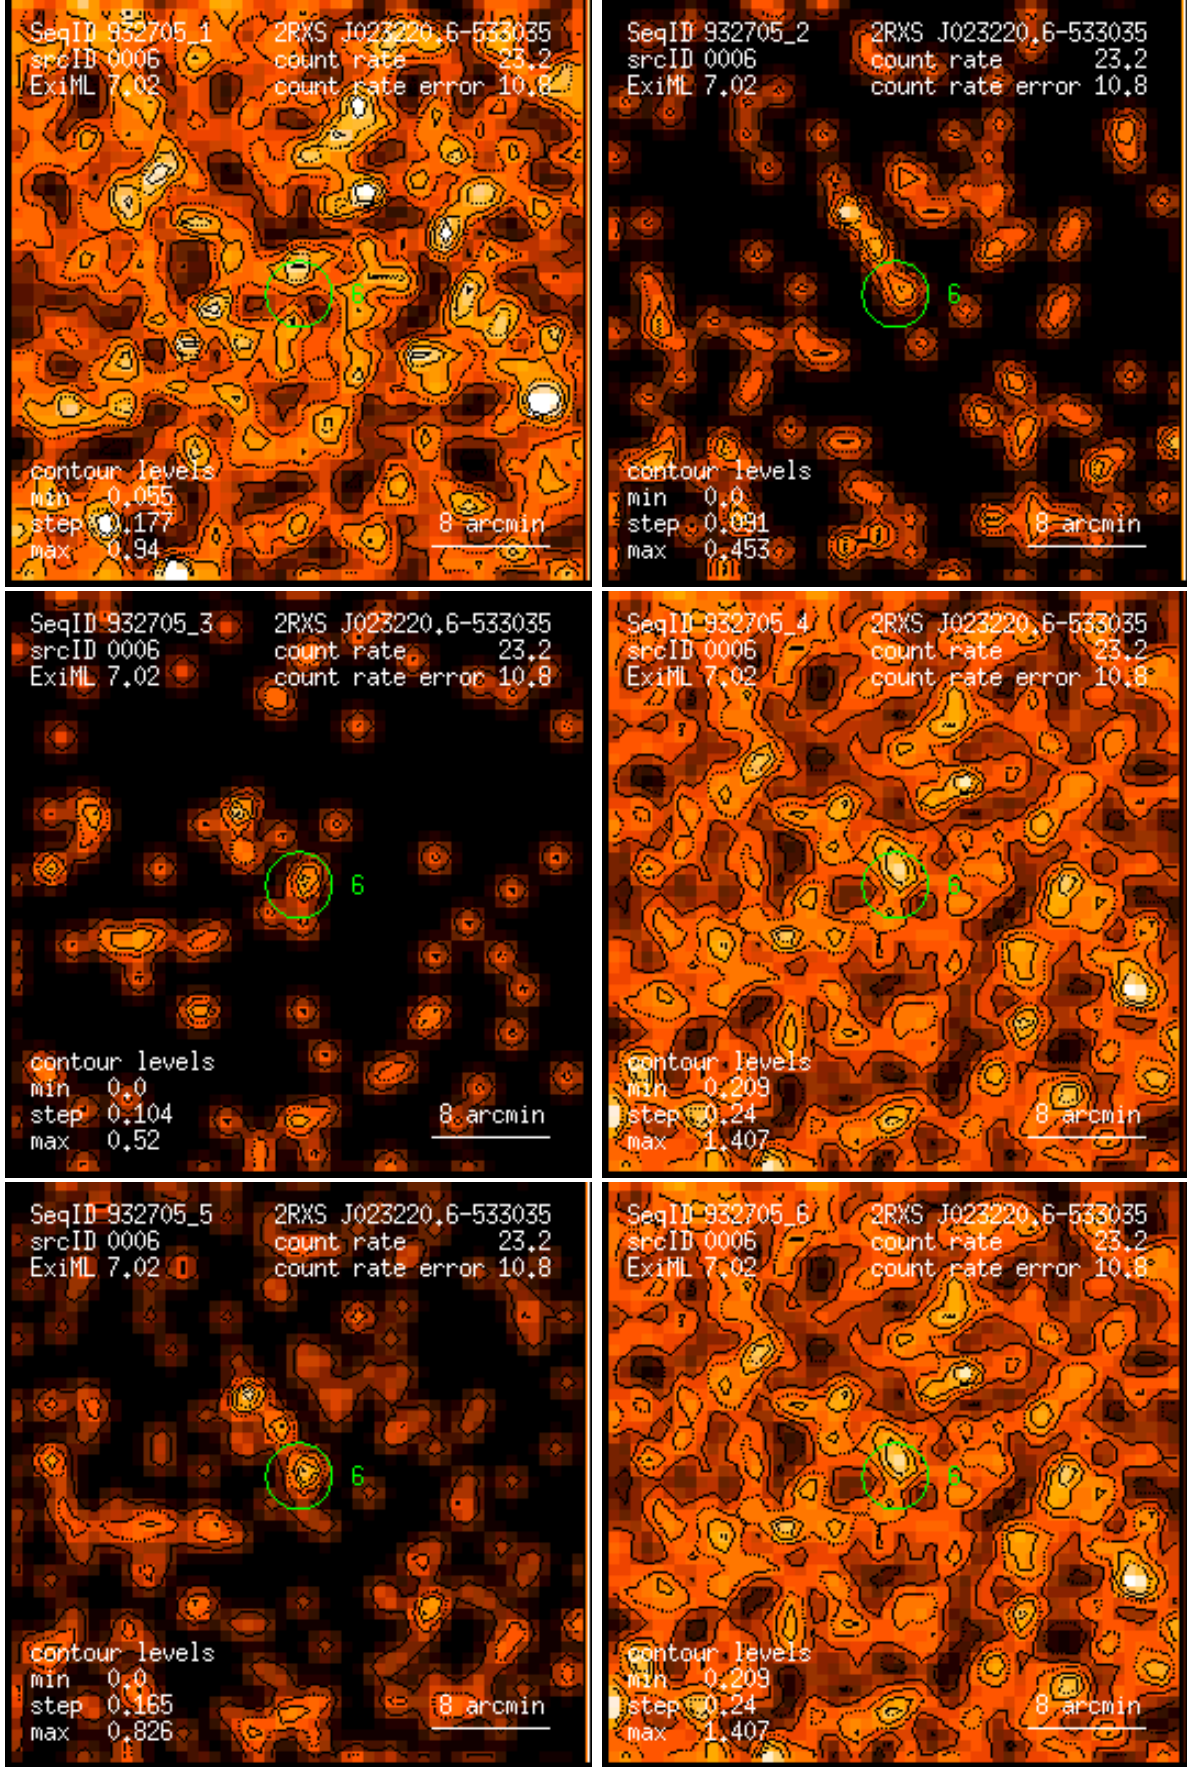 SeqID 932705_1 2RXS J023220.6-533035
srcID 0006 count rate 23.2
ExiML 7.02 count rate error 10.8
6
contour levels
min 0.055
step 0.177 8 arcmin
max 0.94
SeqID 932705_2 2RXS J023220.6-533035
srcID 0006 count rate 23.2
ExiML 7.02 count rate error 10.8
6
contour levels
min 0.0
step 0.091 8 arcmin
max 0.453
SeqID 932705_3 2RXS J023220.6-533035
srcID 0006 count rate 23.2
ExiML 7.02 count rate error 10.8
6
contour levels
min 0.0
step 0.104 8 arcmin
max 0.52
SeqID 932705_4 2RXS J023220.6-533035
srcID 0006 count rate 23.2
ExiML 7.02 count rate error 10.8
6
contour levels
min 0.209
step 0.24 8 arcmin
max 1.407
SeqID 932705_5 2RXS J023220.6-533035
srcID 0006 count rate 23.2
ExiML 7.02 count rate error 10.8
6
contour levels
min 0.0
step 0.165 8 arcmin
max 0.826
SeqID 932705_6 2RXS J023220.6-533035
srcID 0006 count rate 23.2
ExiML 7.02 count rate error 10.8
6
contour levels
min 0.209
step 0.24 8 arcmin
max 1.407